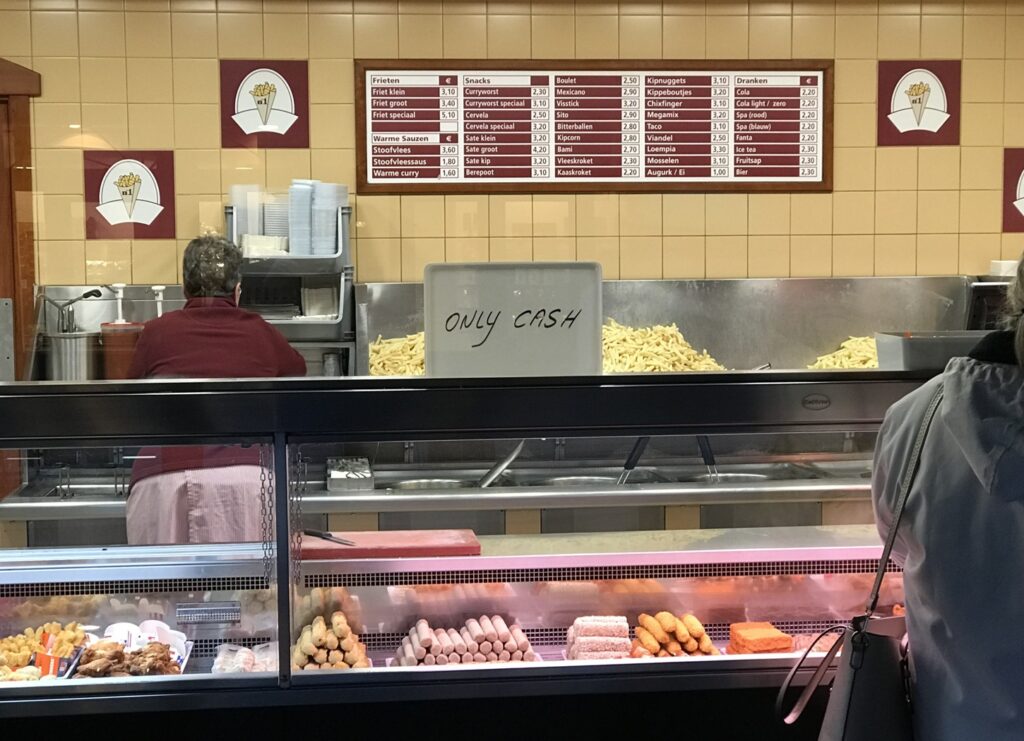 n1
n1
n1
Frieten €
Friet klein 3,10
Friet groot 3,40
Friet speciaal 5,10
Warme Sauzen €
Stoofvlees 3,60
Stoofvleessaus 1,80
Warme curry 1,60
Snacks
Curryworst 2,30
Curryworst speciaal 3,10
Cervela 2,50
Cervela speciaal 3,20
Sate klein 3,10
Sate groot 4,20
Sate kip 3,20
Berepoot 3,10
Boulet 2,50
Mexicano 2,90
Visstick 3,20
Sito 2,90
Bitterballen 2,80
Kipcorn 2,30
Bami 2,70
Vleeskroket 2,30
Kaaskroket 2,20
Kipnuggets 3,10
Kippeboutjes 3,20
Chixfinger 3,10
Megamix 3,20
Taco 3,10
Viandel 2,50
Loempia 3,30
Mosselen 3,10
Augurk / Ei 1,00
Dranken €
Cola 2,20
Cola light / zero 2,20
Spa (rood) 2,20
Spa (blauw) 2,20
Fanta 2,20
Ice tea 2,30
Fruitsap 2,30
Bier 2,30
ONLY CASH